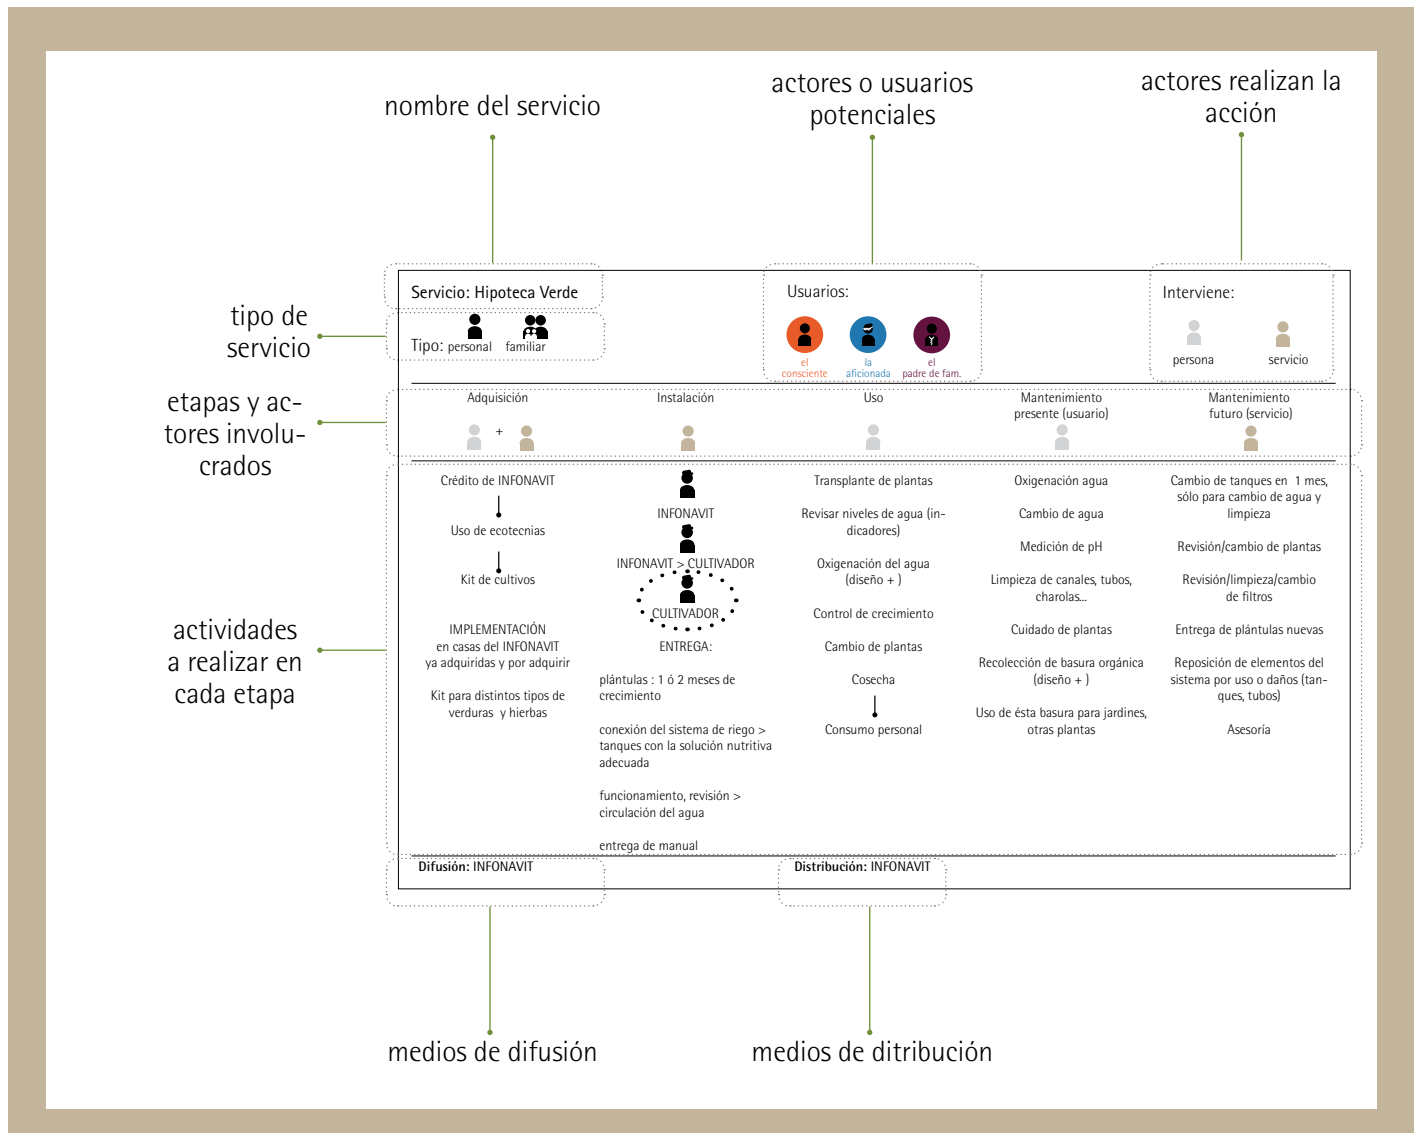 nombre del servicio
actores o usuarios
potenciales
actores realizan la
acción
tipo de
servicio
etapas y ac-
tores involu-
crados
actividades
a realizar en
cada etapa
Servicio: Hipoteca Verde
Tipo: personal familiar
Usuarios:
el
consciente
la
aficionada
el
padre de fam.
Interviene:
persona
servicio
Adquisición
+
Instalación
Uso
Mantenimiento
presente (usuario)
Mantenimiento
futuro (servicio)
Crédito de INFONAVIT
Uso de ecotecnias
Kit de cultivos
IMPLEMENTACIÓN
en casas del INFONAVIT
ya adquiridas y por adquirir
Kit para distintos tipos de
verduras y hierbas
INFONAVIT
INFONAVIT > CULTIVADOR
CULTIVADOR
ENTREGA:
plántulas : 1 ó 2 meses de
crecimiento
conexión del sistema de riego >
tanques con la solución nutritiva
adecuada
funcionamiento, revisión >
circulación del agua
entrega de manual
Transplante de plantas
Revisar niveles de agua (in-
dicadores)
Oxigenación del agua
(diseño + )
Control de crecimiento
Cambio de plantas
Cosecha
Consumo personal
Oxigenación agua
Cambio de agua
Medición de pH
Limpieza de canales, tubos,
charolas...
Cuidado de plantas
Recolección de basura orgánica
(diseño + )
Uso de ésta basura para jardines,
otras plantas
Cambio de tanques en 1 mes,
sólo para cambio de agua y
limpieza
Revisión/cambio de plantas
Revisión/limpieza/cambio
de filtros
Entrega de plántulas nuevas
Reposición de elementos del
sistema por uso o daños (tan-
ques, tubos)
Asesoría
Difusión: INFONAVIT
Distribución: INFONAVIT
medios de difusión
medios de ditribución